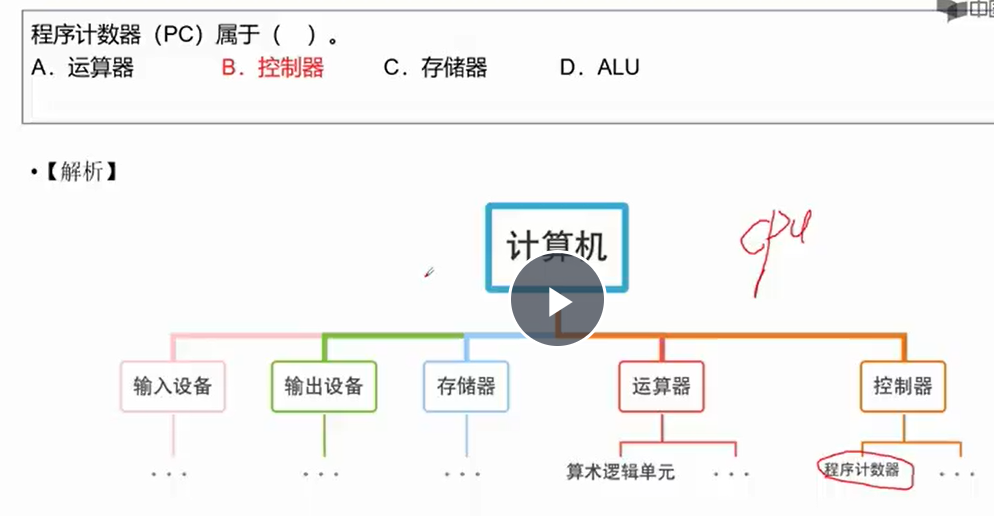 程序计数器（PC）属于（ ）。
A．运算器 B．控制器 C．存储器 D．ALU
•【解析】
计算机
CPU
输入设备 输出设备 存储器 运算器 控制器
... ... ... 算术逻辑单元 ... 程序计数器 ...